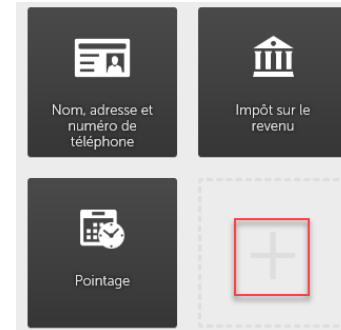 Nom, adresse et
numéro de
téléphone
Impôt sur le
revenu
Pointage